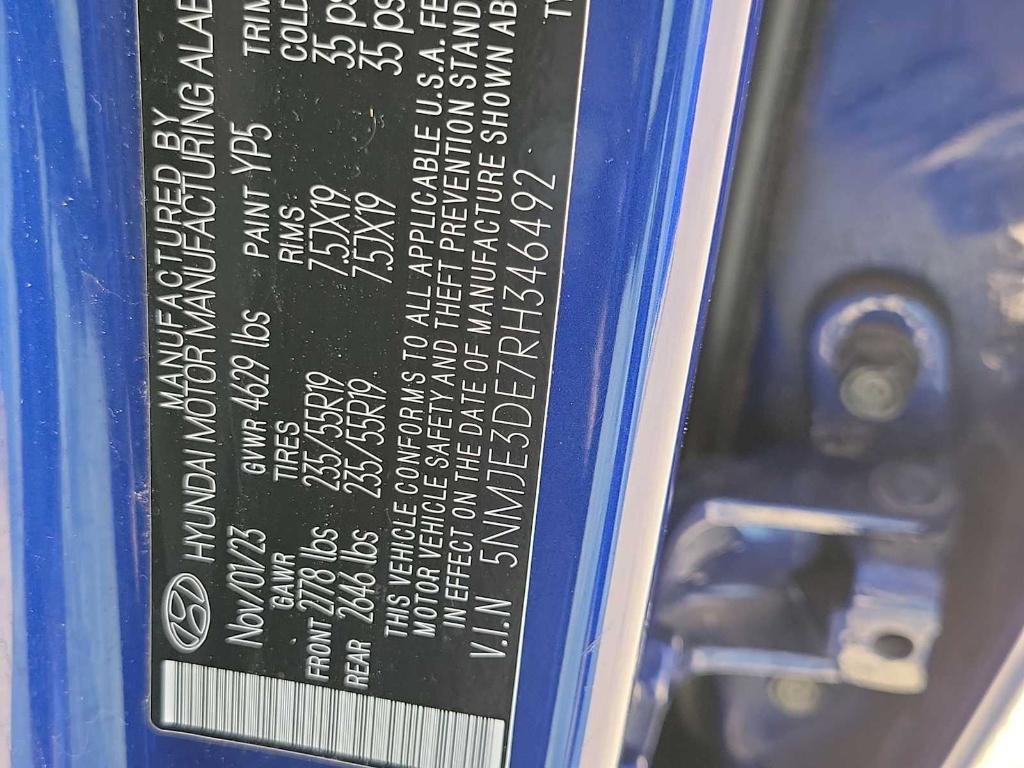 MANUFACTURED BY
HYUNDAI MOTOR MANUFACTURING ALAB
Nov/01/23 GVWR 4629 lbs PAINT YP5 TRIM
GAWR TIRES RIMS COLD
FRONT 2778 lbs 235/55R19 7.5JX19 35 ps
REAR 2646 lbs 235/55R19 7.5JX19 35 ps
THIS VEHICLE CONFORMS TO ALL APPLICABLE U.S.A. FE
MOTOR VEHICLE SAFETY AND THEFT PREVENTION STAND
IN EFFECT ON THE DATE OF MANUFACTURE SHOWN AB
V.I.N 5NMJE3DE7RH346492 TY